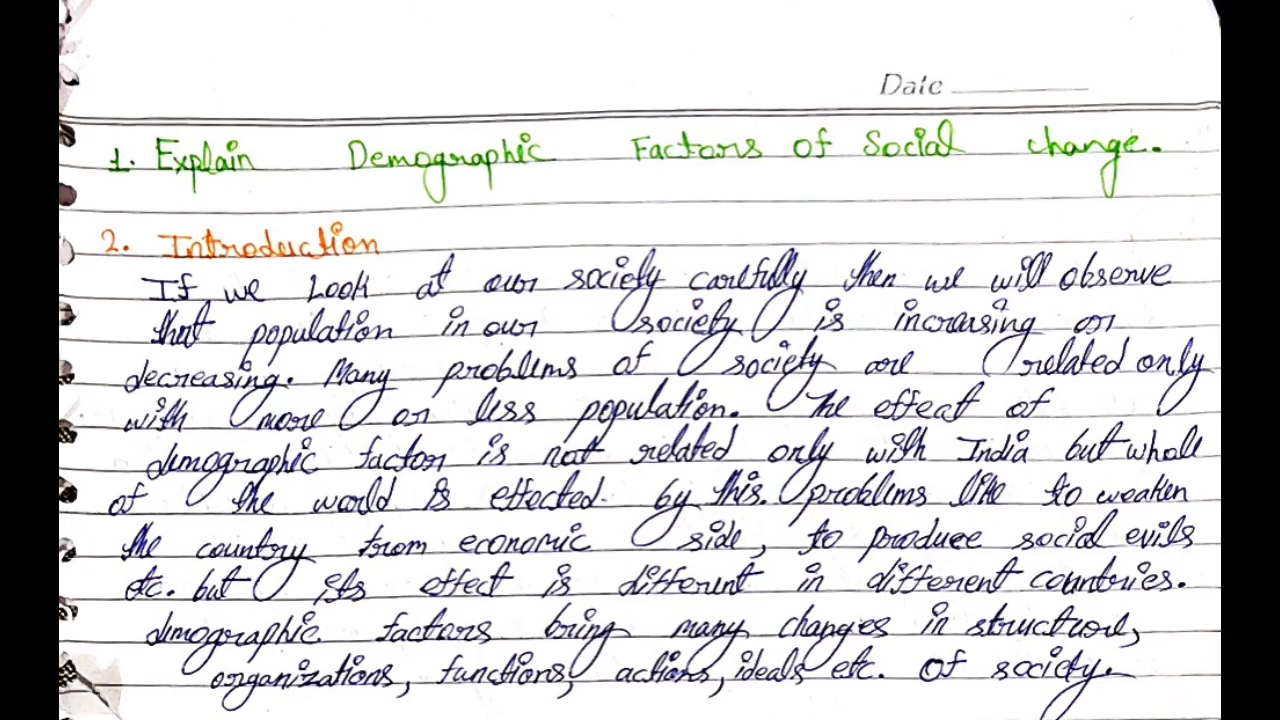 Date
1. Explain Demographic Factors of Social change.
2. Introduction
If we Look at our society carefully then we will observe
that population in our society is increasing or
decreasing. Many problems of society are related only
with more or less population. The effect of
demographic factor is not related only with India but whole
of the world is effected by this. problems like to weaken
the country from economic side, to produce social evils
etc. but its effect is different in different countries.
demographic factors bring many changes in structure,
organizations, functions, actions, ideals etc. of society.